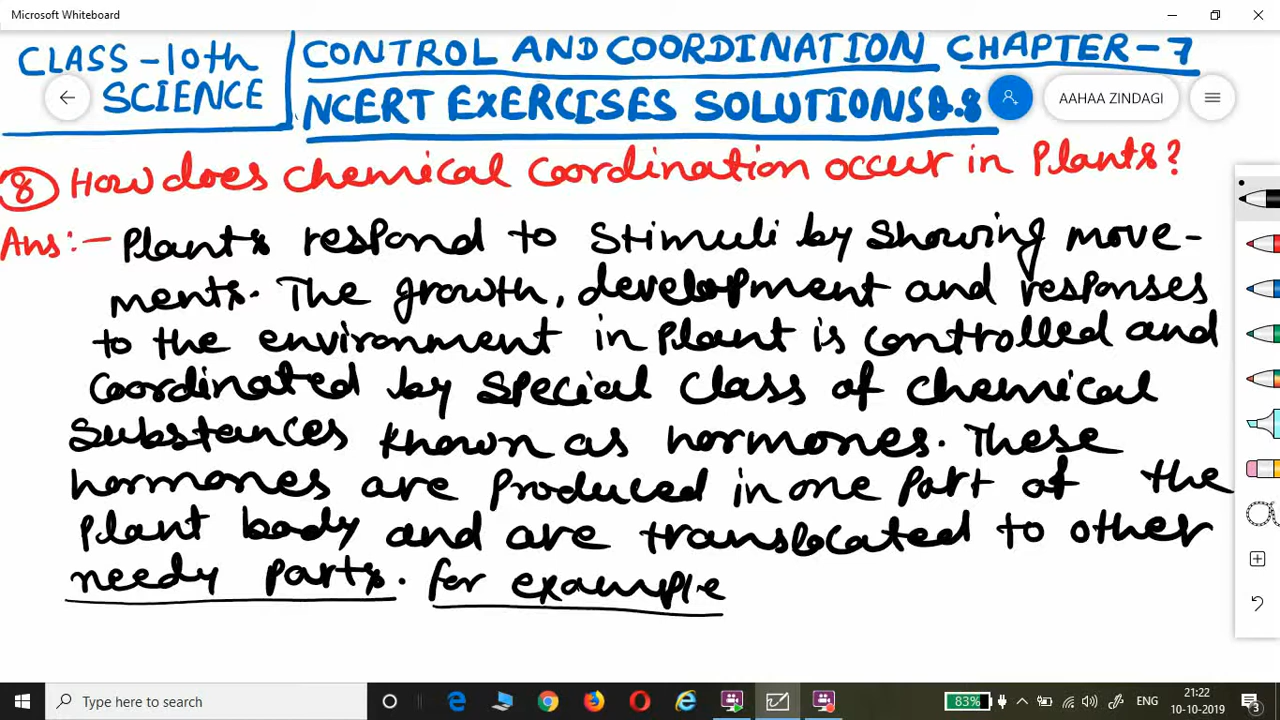 Microsoft Whiteboard
CLASS-10th
SCIENCE
CONTROL AND COORDINATION CHAPTER-7
NCERT EXERCISES SOLUTIONS Q.8
AAHAA ZINDAGI
8 How does chemical coordination occur in Plants?
Ans:- Plants respond to stimuli by showing move-
ments. The growth, development and responses
to the environment in Plant is controlled and
coordinated by special class of chemical
substances known as hormones. These
hormones are produced in one part of the
plant body and are translocated to other
needy parts. for example
Type here to search
83%
ENG
21:22
10-10-2019
3